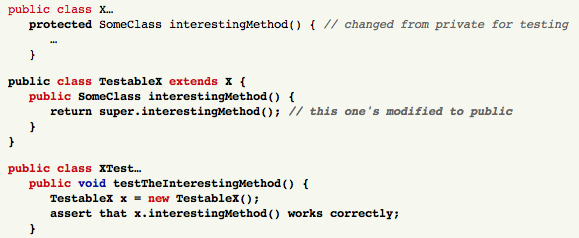 public class X…
protected SomeClass interestingMethod() { // changed from private for testing
…
}
public class TestableX extends X {
public SomeClass interestingMethod() {
return super.interestingMethod(); // this one's modified to public
}
}
public class XTest…
public void testTheInterestingMethod() {
TestableX x = new TestableX();
assert that x.interestingMethod() works correctly;
}